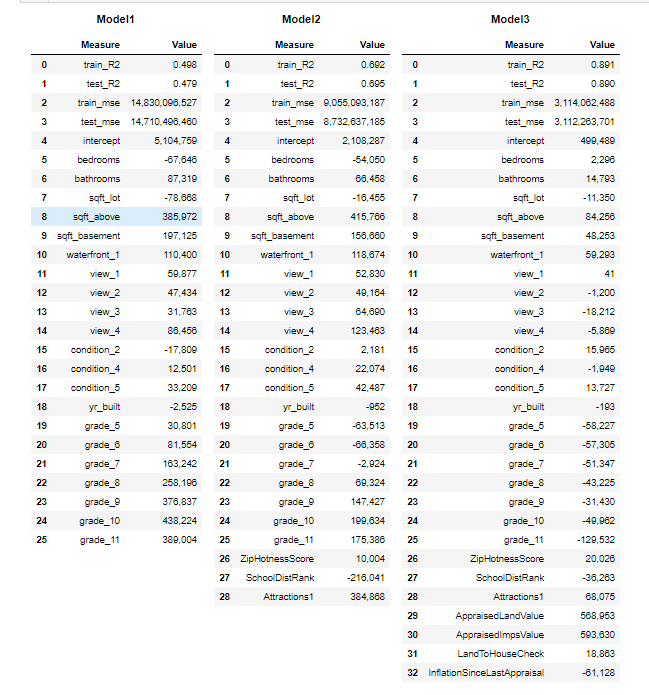 Model1 Model2 Model3
Measure Value Measure Value Measure Value
0 train_R2 0.498 0 train_R2 0.692 0 train_R2 0.891
1 test_R2 0.479 1 test_R2 0.695 1 test_R2 0.890
2 train_mse 14,830,096,527 2 train_mse 9,055,093,187 2 train_mse 3,114,062,488
3 test_mse 14,710,496,460 3 test_mse 8,732,637,185 3 test_mse 3,112,263,701
4 intercept 5,104,759 4 intercept 2,108,287 4 intercept 499,489
5 bedrooms -67,646 5 bedrooms -54,050 5 bedrooms 2,296
6 bathrooms 87,319 6 bathrooms 66,458 6 bathrooms 14,793
7 sqft_lot -78,668 7 sqft_lot -16,455 7 sqft_lot -11,350
8 sqft_above 385,972 8 sqft_above 415,766 8 sqft_above 84,256
9 sqft_basement 197,125 9 sqft_basement 156,660 9 sqft_basement 48,253
10 waterfront_1 110,400 10 waterfront_1 118,674 10 waterfront_1 59,293
11 view_1 59,877 11 view_1 52,830 11 view_1 41
12 view_2 47,434 12 view_2 49,164 12 view_2 -1,200
13 view_3 31,763 13 view_3 64,690 13 view_3 -18,212
14 view_4 86,456 14 view_4 123,463 14 view_4 -5,869
15 condition_2 -17,809 15 condition_2 2,181 15 condition_2 15,965
16 condition_4 12,501 16 condition_4 22,074 16 condition_4 -1,949
17 condition_5 33,209 17 condition_5 42,487 17 condition_5 13,727
18 yr_built -2,525 18 yr_built -952 18 yr_built -193
19 grade_5 30,801 19 grade_5 -63,513 19 grade_5 -58,227
20 grade_6 81,554 20 grade_6 -66,358 20 grade_6 -57,305
21 grade_7 163,242 21 grade_7 -2,924 21 grade_7 -51,347
22 grade_8 258,196 22 grade_8 69,324 22 grade_8 -43,225
23 grade_9 376,837 23 grade_9 147,427 23 grade_9 -31,430
24 grade_10 438,224 24 grade_10 199,634 24 grade_10 -49,962
25 grade_11 389,004 25 grade_11 175,386 25 grade_11 -129,532
26 ZipHotnessScore 10,004 26 ZipHotnessScore 20,026
27 SchoolDistRank -216,041 27 SchoolDistRank -36,263
28 Attractions1 384,868 28 Attractions1 68,075
29 AppraisedLandValue 568,953
30 AppraisedImpsValue 593,630
31 LandToHouseCheck 18,863
32 InflationSinceLastAppraisal -61,128